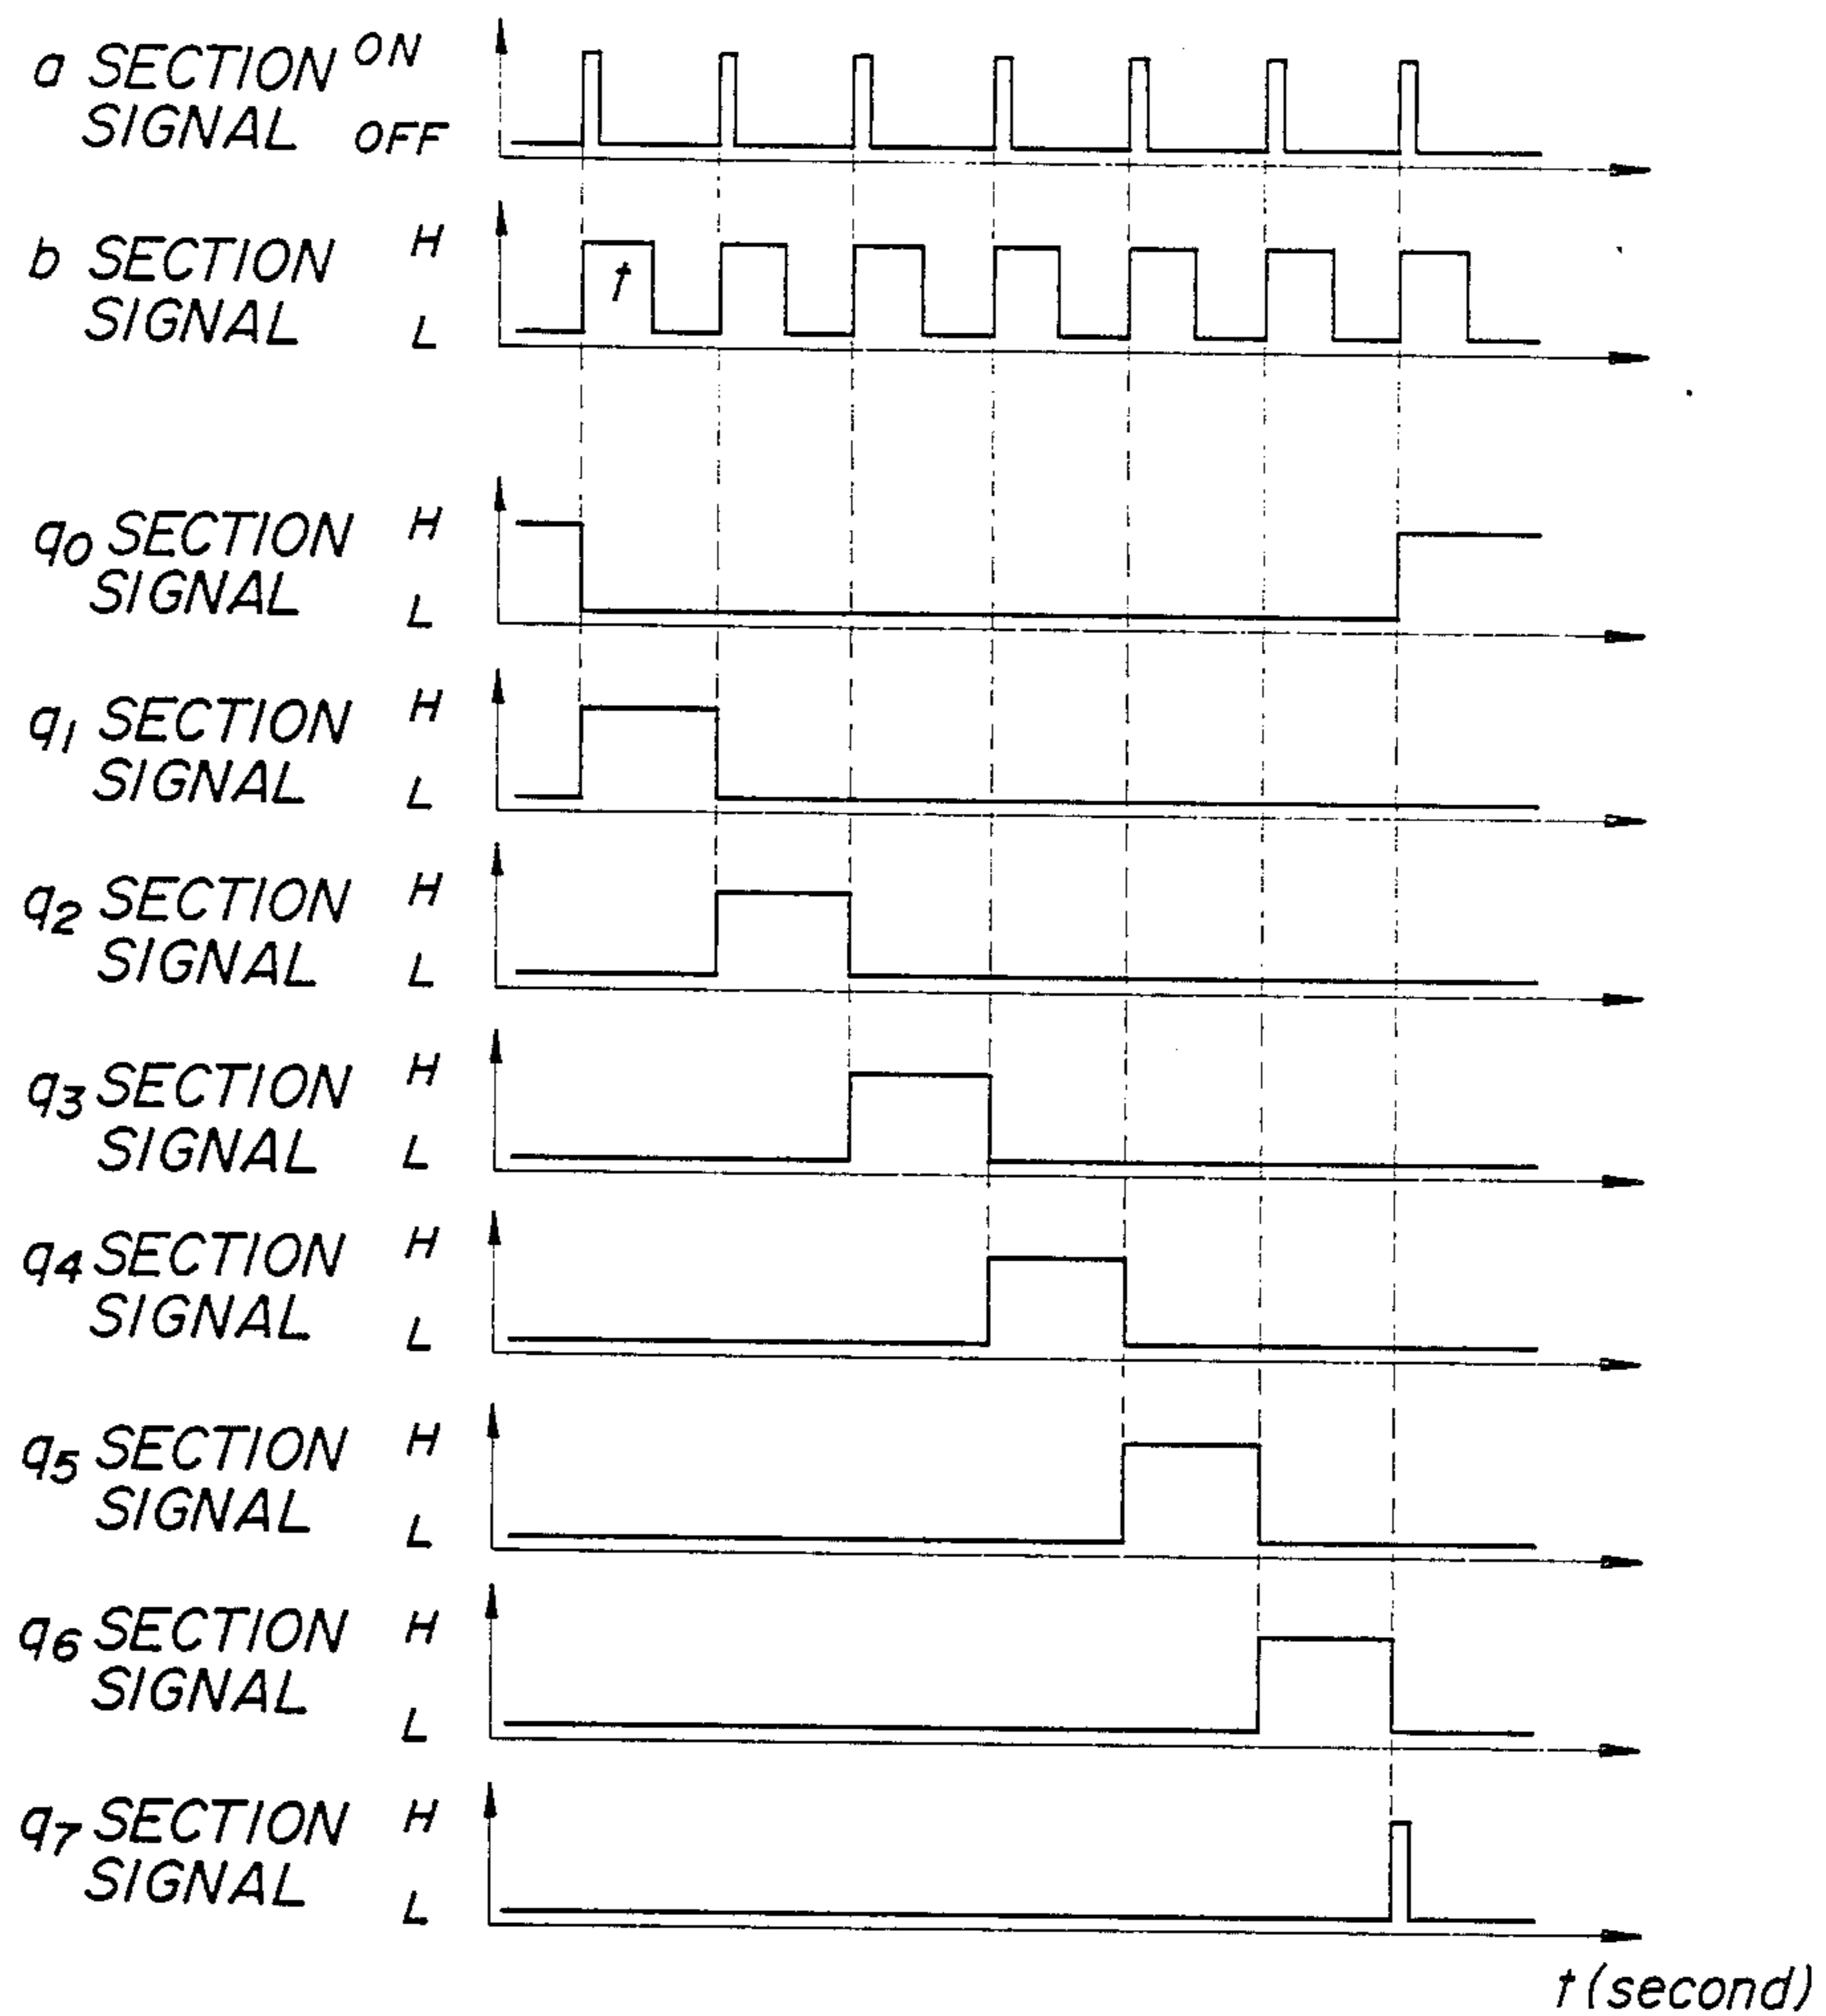 a SECTION ON
SIGNAL OFF
b SECTION H
SIGNAL L
t
q0 SECTION H
SIGNAL L
q1 SECTION H
SIGNAL L
q2 SECTION H
SIGNAL L
q3 SECTION H
SIGNAL L
q4 SECTION H
SIGNAL L
q5 SECTION H
SIGNAL L
q6 SECTION H
SIGNAL L
q7 SECTION H
SIGNAL L
t (second)